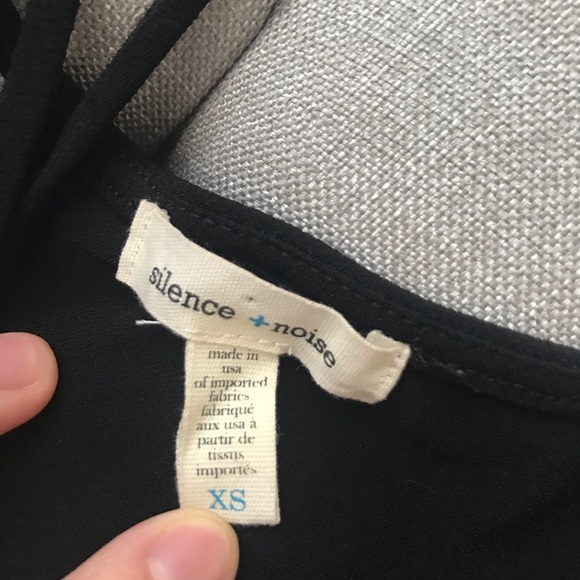 silence + noise
made in
usa
of imported
fabrics
fabriqué
aux usa à
partir de
tissus
importés
XS